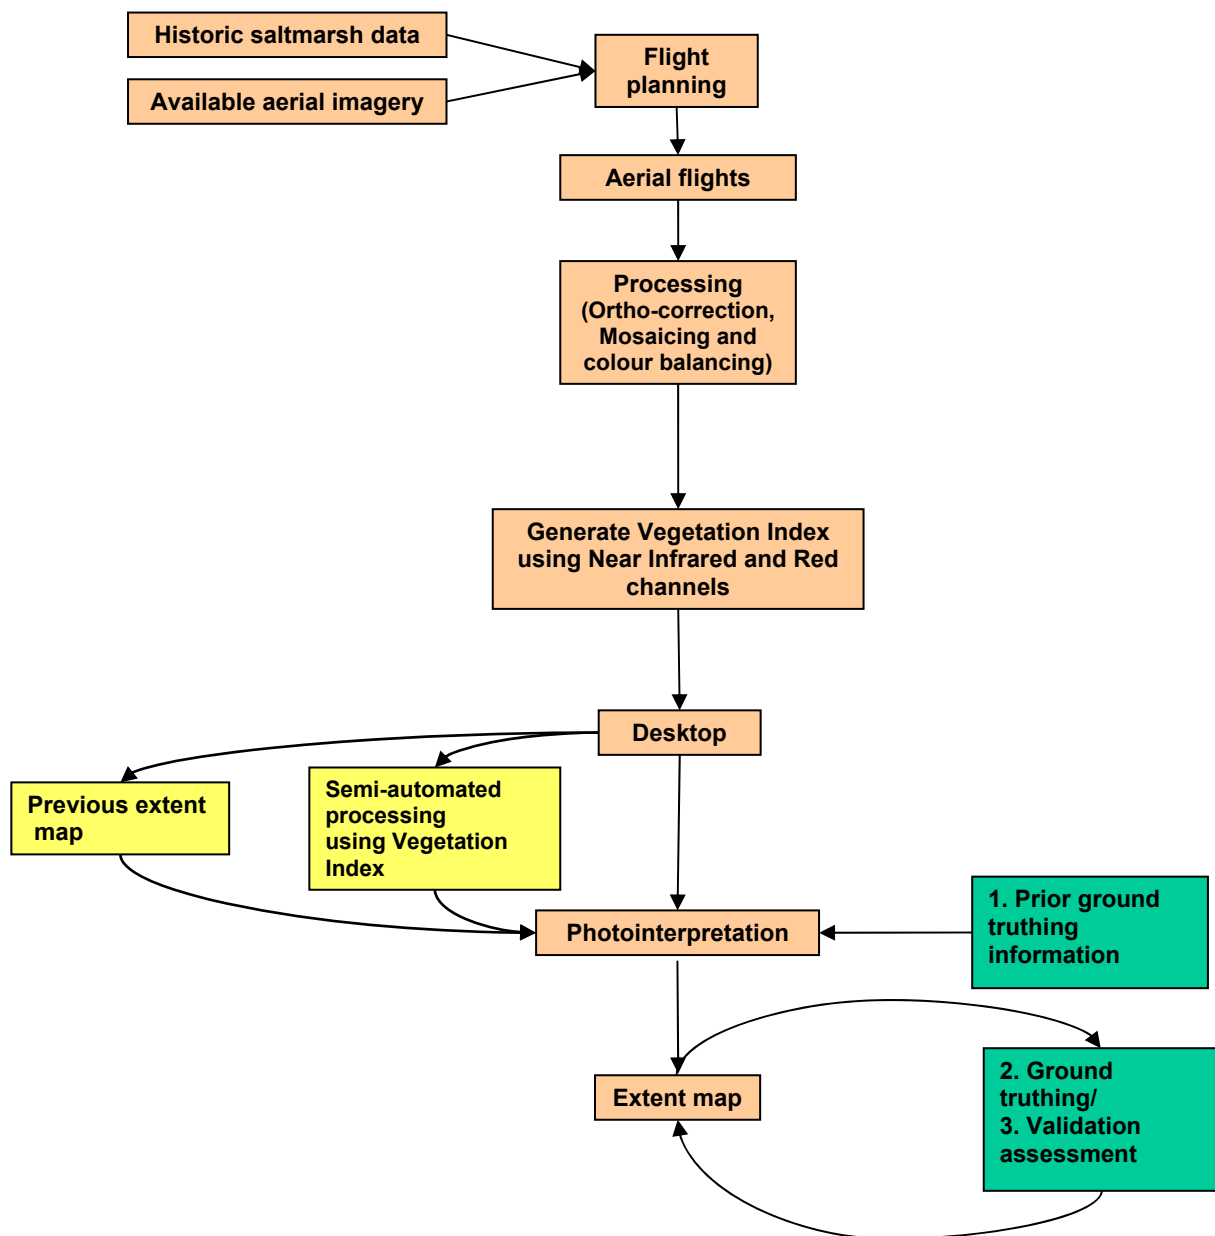 Historic saltmarsh data
Available aerial imagery
Flight
planning
Aerial flights
Processing
(Ortho-correction,
Mosaicing and
colour balancing)
Generate Vegetation Index
using Near Infrared and Red
channels
Desktop
Previous extent
map
Semi-automated
processing
using Vegetation
Index
Photointerpretation
1. Prior ground
truthing
information
Extent map
2. Ground
truthing/
3. Validation
assessment